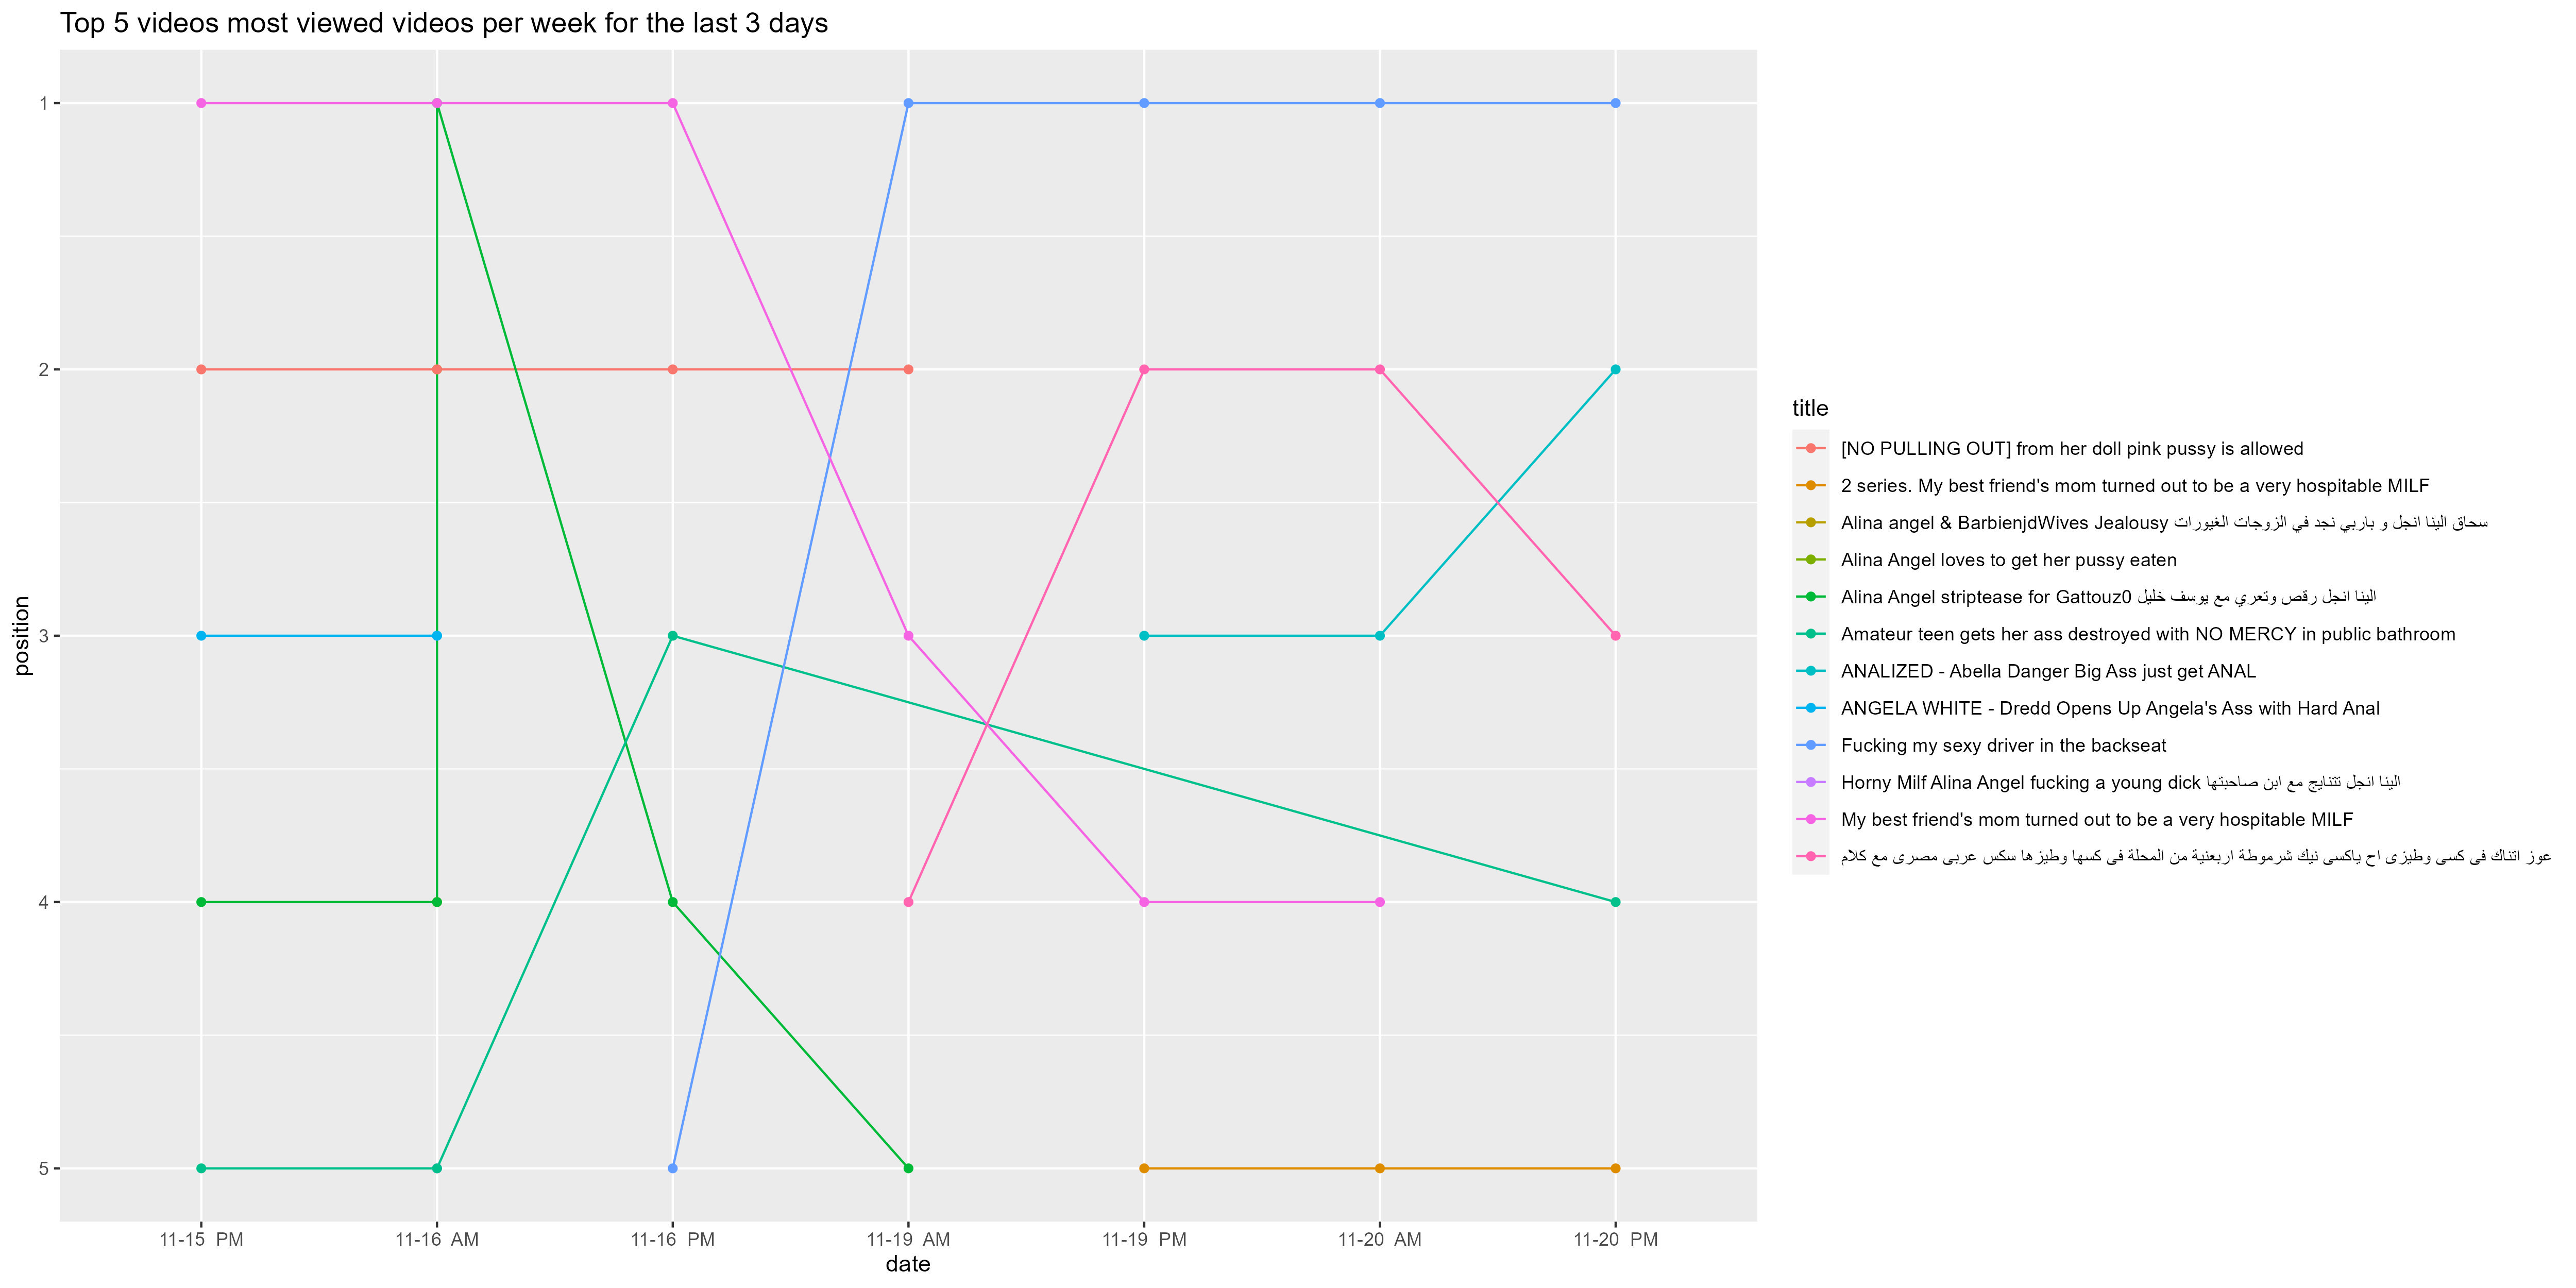 Top 5 videos most viewed videos per week for the last 3 days
position
1
2
3
4
5
11-15 PM
11-16 AM
11-16 PM
11-19 AM
11-19 PM
11-20 AM
11-20 PM
date
title
[NO PULLING OUT] from her doll pink pussy is allowed
2 series. My best friend's mom turned out to be a very hospitable MILF
Alina angel & BarbienjdWives Jealousy سحاق الينا انجل و باربي نجد في الزوجات الغيورات
Alina Angel loves to get her pussy eaten
Alina Angel striptease for Gattouz0 الينا انجل رقص وتعري مع يوسف خليل
Amateur teen gets her ass destroyed with NO MERCY in public bathroom
ANALIZED - Abella Danger Big Ass just get ANAL
ANGELA WHITE - Dredd Opens Up Angela's Ass with Hard Anal
Fucking my sexy driver in the backseat
Horny Milf Alina Angel fucking a young dick الينا انجل تتنايج مع ابن صاحبتها
My best friend's mom turned out to be a very hospitable MILF
عوز اتناك فى كسى وطيزى اح ياكسى نيك شرموطة اربعنية من المحلة فى كسها وطيزها سكس عربى مصرى مع كلام